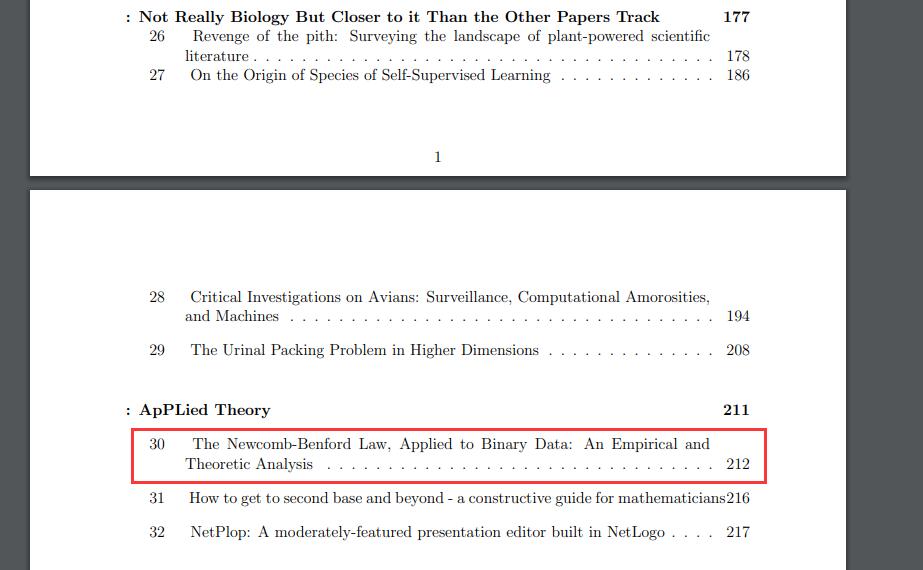 : Not Really Biology But Closer to it Than the Other Papers Track 177
26 Revenge of the pith: Surveying the landscape of plant-powered scientific
literature . . . . . . . . . . . . . . . . . . . . . . . . . . . . . . . . . . . . . . 178
27 On the Origin of Species of Self-Supervised Learning . . . . . . . . . . . . . 186
1
28 Critical Investigations on Avians: Surveillance, Computational Amorosities,
and Machines . . . . . . . . . . . . . . . . . . . . . . . . . . . . . . . . . . . 194
29 The Urinal Packing Problem in Higher Dimensions . . . . . . . . . . . . . . 208
: ApPLied Theory 211
30 The Newcomb-Benford Law, Applied to Binary Data: An Empirical and
Theoretic Analysis . . . . . . . . . . . . . . . . . . . . . . . . . . . . . . . . 212
31 How to get to second base and beyond - a constructive guide for mathematicians216
32 NetPlop: A moderately-featured presentation editor built in NetLogo . . . . 217